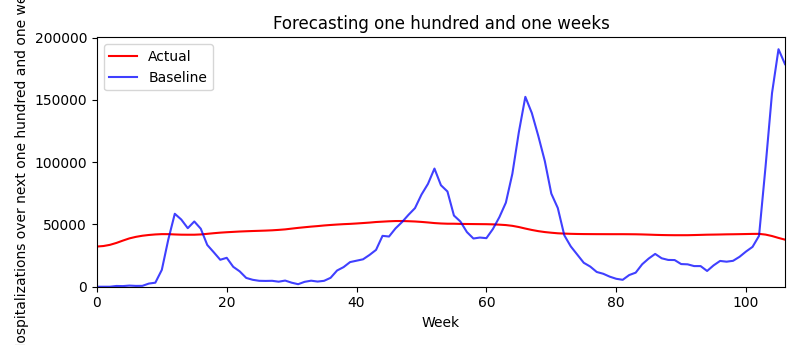 Forecasting one hundred and one weeks
Actual
Baseline
ospitalizations over next one hundred and one we
200000
150000
100000
50000
0
0 20 40 60 80 100
Week